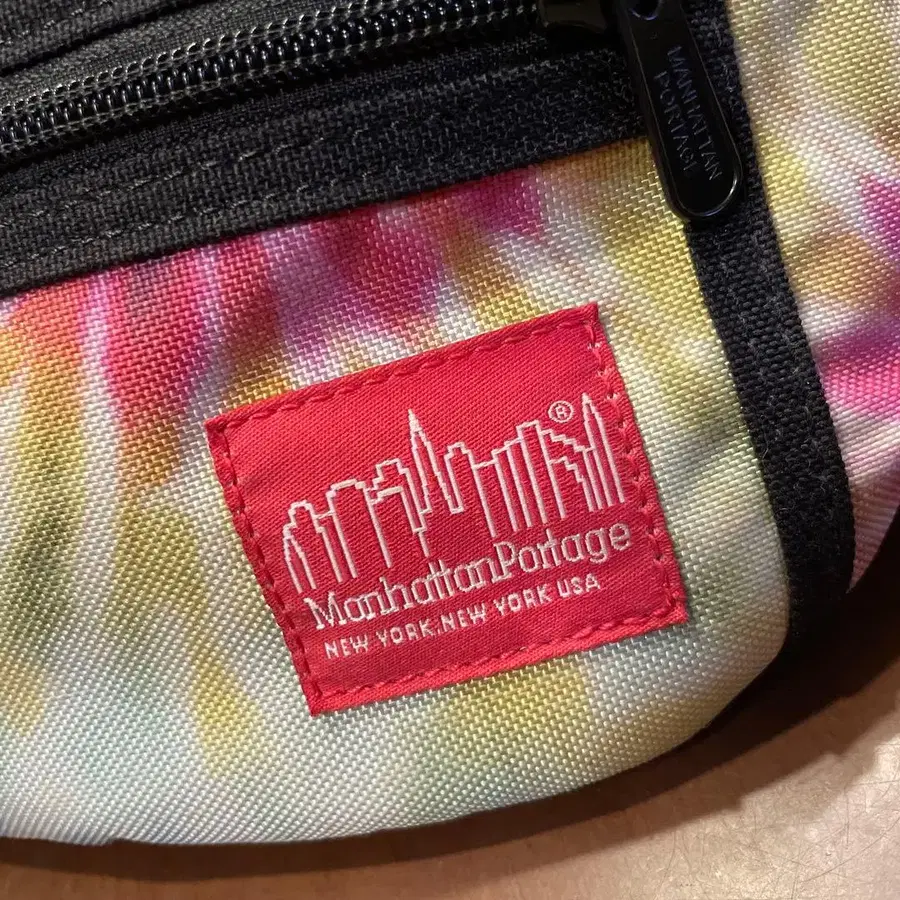 MANHATTAN
PORTAGE
®
ManhattanPortage
NEW YORK, NEW YORK USA